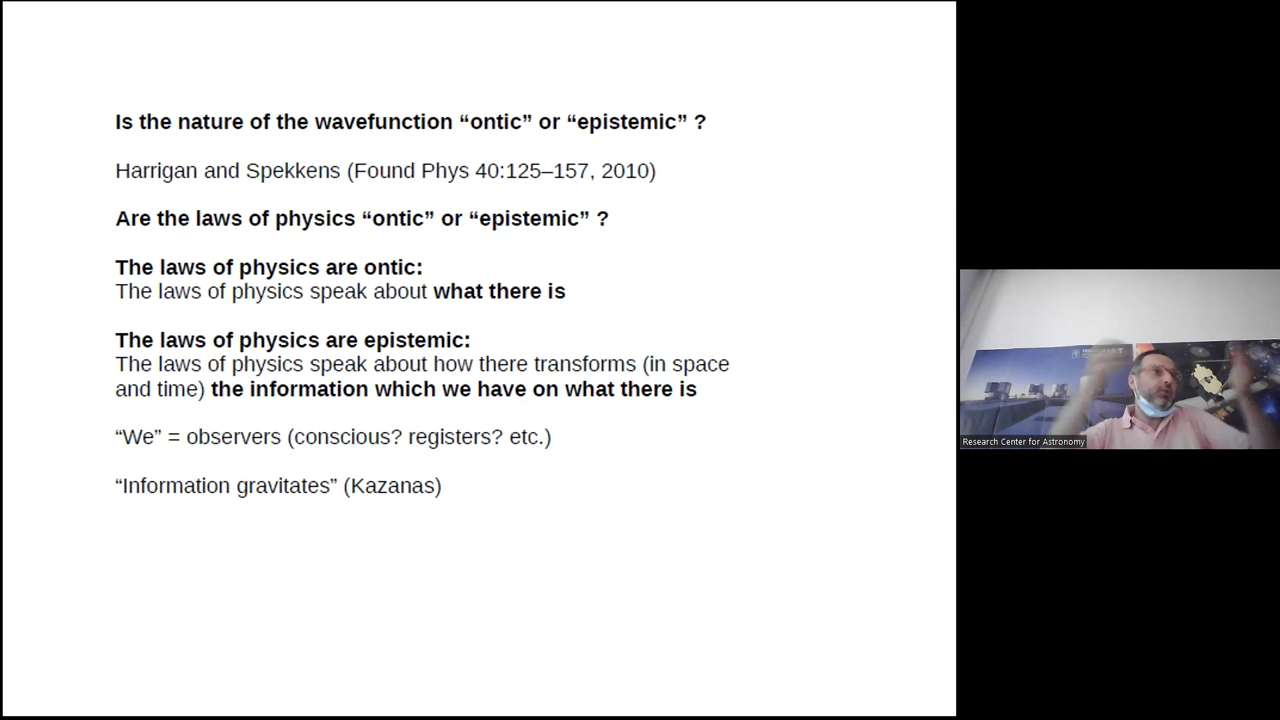 Is the nature of the wavefunction “ontic” or “epistemic” ?
Harrigan and Spekkens (Found Phys 40:125–157, 2010)
Are the laws of physics “ontic” or “epistemic” ?
The laws of physics are ontic:
The laws of physics speak about what there is
The laws of physics are epistemic:
The laws of physics speak about how there transforms (in space
and time) the information which we have on what there is
“We” = observers (conscious? registers? etc.)
“Information gravitates” (Kazanas)
Research Center for Astronomy